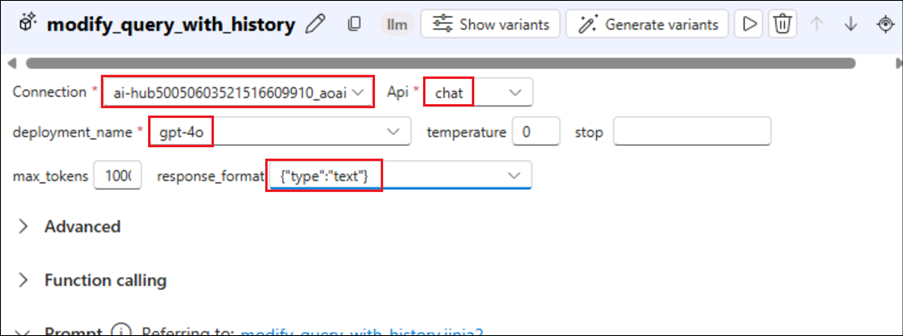 modify_query_with_history llm Show variants Generate variants
Connection * ai-hub50050603521516609910_aoai Api * chat
deployment_name * gpt-4o temperature 0 stop
max_tokens 100 response_format {"type":"text"}
Advanced
Function calling
Prompt Referring to: modify_query_with_history.jinja2